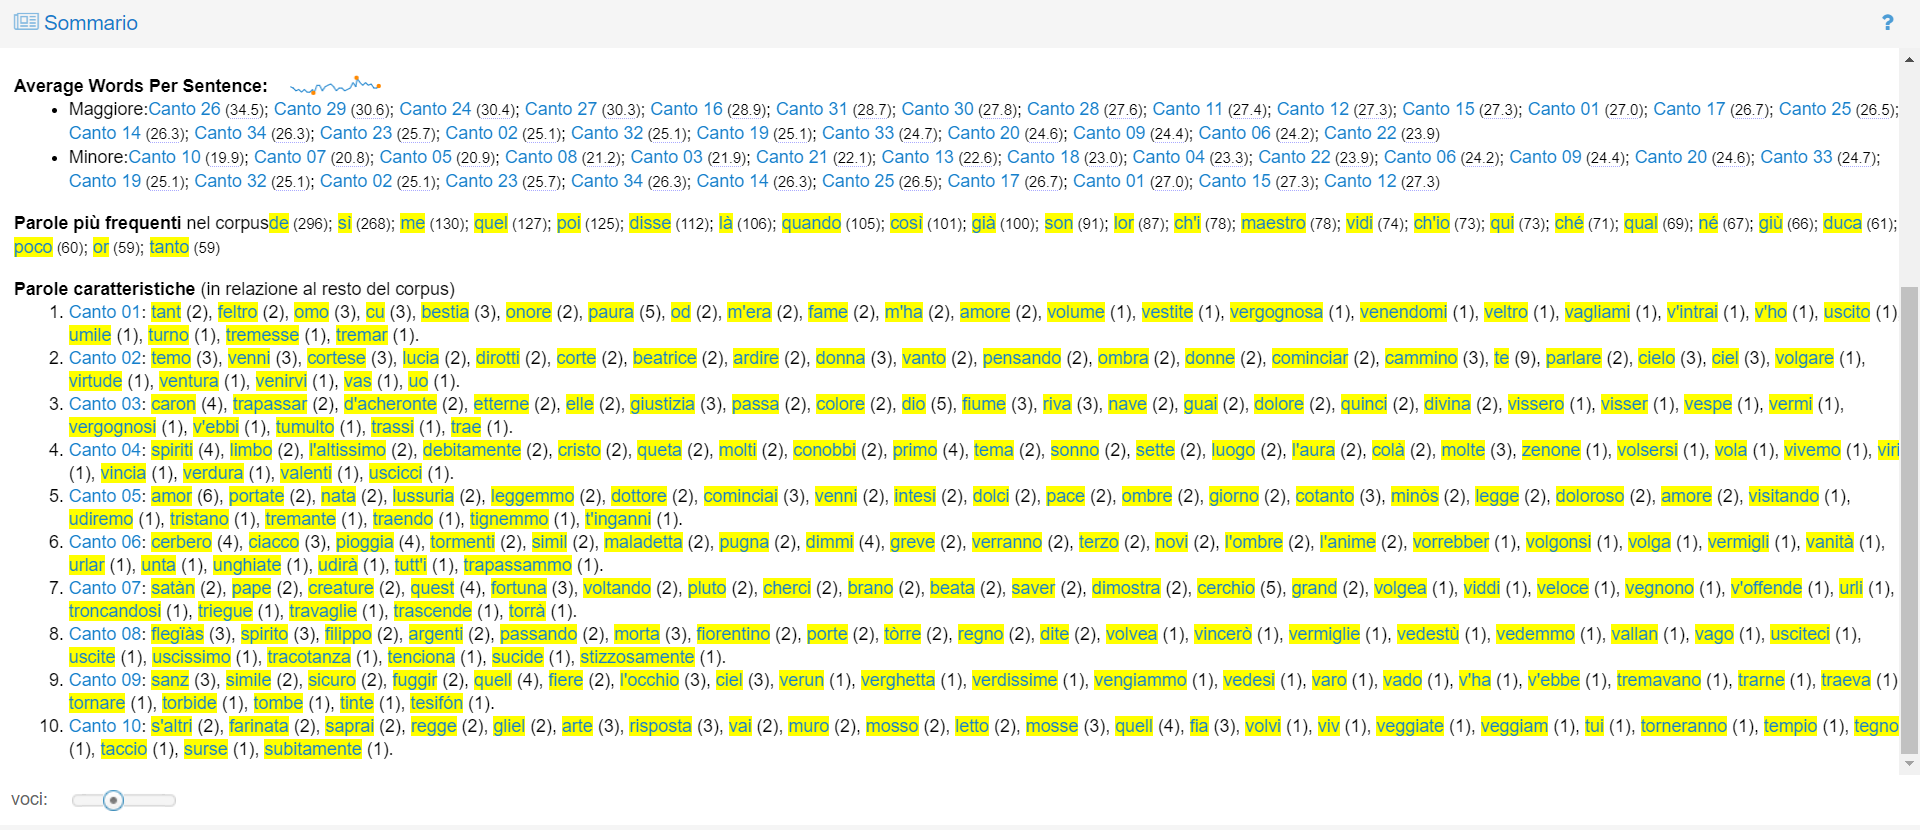 Sommario ?
Average Words Per Sentence:
• Maggiore:Canto 26 (34.5); Canto 29 (30.6); Canto 24 (30.4); Canto 27 (30.3); Canto 16 (28.9); Canto 31 (28.7); Canto 30 (27.8); Canto 28 (27.6); Canto 11 (27.4); Canto 12 (27.3); Canto 15 (27.3); Canto 01 (27.0); Canto 17 (26.7); Canto 25 (26.5);
Canto 14 (26.3); Canto 34 (26.3); Canto 23 (25.7); Canto 02 (25.1); Canto 32 (25.1); Canto 19 (25.1); Canto 33 (24.7); Canto 20 (24.6); Canto 09 (24.4); Canto 06 (24.2); Canto 22 (23.9)
• Minore:Canto 10 (19.9); Canto 07 (20.8); Canto 05 (20.9); Canto 08 (21.2); Canto 03 (21.9); Canto 21 (22.1); Canto 13 (22.6); Canto 18 (23.0); Canto 04 (23.3); Canto 22 (23.9); Canto 06 (24.2); Canto 09 (24.4); Canto 20 (24.6); Canto 33 (24.7);
Canto 19 (25.1); Canto 32 (25.1); Canto 02 (25.1); Canto 23 (25.7); Canto 34 (26.3); Canto 14 (26.3); Canto 25 (26.5); Canto 17 (26.7); Canto 01 (27.0); Canto 15 (27.3); Canto 12 (27.3)
Parole più frequenti nel corpusde (296); sì (268); me (130); quel (127); poi (125); disse (112); là (106); quando (105); così (101); già (100); son (91); lor (87); ch'i (78); maestro (78); vidi (74); ch'io (73); qui (73); ché (71); qual (69); né (67); giù (66); duca (61);
poco (60); or (59); tanto (59)
Parole caratteristiche (in relazione al resto del corpus)
1. Canto 01: tant (2), feltro (2), omo (3), cu (3), bestia (3), onore (2), paura (5), od (2), m'era (2), fame (2), m'ha (2), amore (2), volume (1), vestite (1), vergognosa (1), venendomi (1), veltro (1), vagliami (1), v'intrai (1), v'ho (1), uscito (1)
umile (1), turno (1), tremesse (1), tremar (1).
2. Canto 02: temo (3), venni (3), cortese (3), lucia (2), dirotti (2), corte (2), beatrice (2), ardire (2), donna (3), vanto (2), pensando (2), ombra (2), donne (2), cominciar (2), cammino (3), te (9), parlare (2), cielo (3), ciel (3), volgare (1),
virtude (1), ventura (1), venirvi (1), vas (1), uo (1).
3. Canto 03: caron (4), trapassar (2), d'acheronte (2), etterne (2), elle (2), giustizia (3), passa (2), colore (2), dio (5), fiume (3), riva (3), nave (2), guai (2), dolore (2), quinci (2), divina (2), vissero (1), visser (1), vespe (1), vermi (1),
vergognosi (1), v'ebbi (1), tumulto (1), trassi (1), trae (1).
4. Canto 04: spiriti (4), limbo (2), l'altissimo (2), debitamente (2), cristo (2), queta (2), molti (2), conobbi (2), primo (4), tema (2), sonno (2), sette (2), luogo (2), l'aura (2), colà (2), molte (3), zenone (1), volsersi (1), vola (1), vivemo (1), viri
(1), vincia (1), verdura (1), valenti (1), uscicci (1).
5. Canto 05: amor (6), portate (2), nata (2), lussuria (2), leggemmo (2), dottore (2), cominciai (3), venni (2), intesi (2), dolci (2), pace (2), ombre (2), giorno (2), cotanto (3), minòs (2), legge (2), doloroso (2), amore (2), visitando (1),
udiremo (1), tristano (1), tremante (1), traendo (1), tignemmo (1), t'inganni (1).
6. Canto 06: cerbero (4), ciacco (3), pioggia (4), tormenti (2), simil (2), maladetta (2), pugna (2), dimmi (4), greve (2), verranno (2), terzo (2), novi (2), l'ombre (2), l'anime (2), vorrebber (1), volgonsi (1), volga (1), vermigli (1), vanità (1),
urlar (1), unta (1), unghiate (1), udirà (1), tutt'i (1), trapassammo (1).
7. Canto 07: satàn (2), pape (2), creature (2), quest (4), fortuna (3), voltando (2), pluto (2), cherci (2), brano (2), beata (2), saver (2), dimostra (2), cerchio (5), grand (2), volgea (1), viddi (1), veloce (1), vegnono (1), v'offende (1), urli (1),
troncandosi (1), triegue (1), travaglie (1), trascende (1), torrà (1).
8. Canto 08: flegïàs (3), spirito (3), filippo (2), argenti (2), passando (2), morta (3), fiorentino (2), porte (2), tòrre (2), regno (2), dite (2), volvea (1), vincerò (1), vermiglie (1), vedestù (1), vedemmo (1), vallan (1), vago (1), usciteci (1),
uscite (1), uscissimo (1), tracotanza (1), tenciona (1), sucide (1), stizzosamente (1).
9. Canto 09: sanz (3), simile (2), sicuro (2), fuggir (2), quell (4), fiere (2), l'occhio (3), ciel (3), verun (1), verghetta (1), verdissime (1), vengiammo (1), vedesi (1), varo (1), vado (1), v'ha (1), v'ebbe (1), tremavano (1), trarne (1), traeva (1)
tornare (1), torbide (1), tombe (1), tinte (1), tesifón (1).
10. Canto 10: s'altri (2), farinata (2), saprai (2), regge (2), gliel (2), arte (3), risposta (3), vai (2), muro (2), mosso (2), letto (2), mosse (3), quell (4), fia (3), volvi (1), viv (1), veggiate (1), veggiam (1), tui (1), torneranno (1), tempio (1), tegno
(1), taccio (1), surse (1), subitamente (1).
voci: